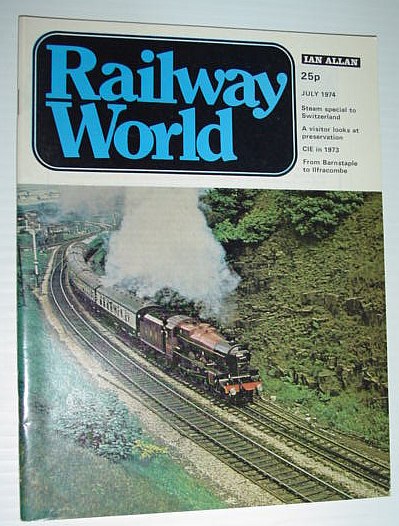 Railway
World
IAN ALLAN
25p
JULY 1974
Steam special to
Switzerland
A visitor looks at
preservation
CIE in 1973
From Barnstaple
to Ilfracombe